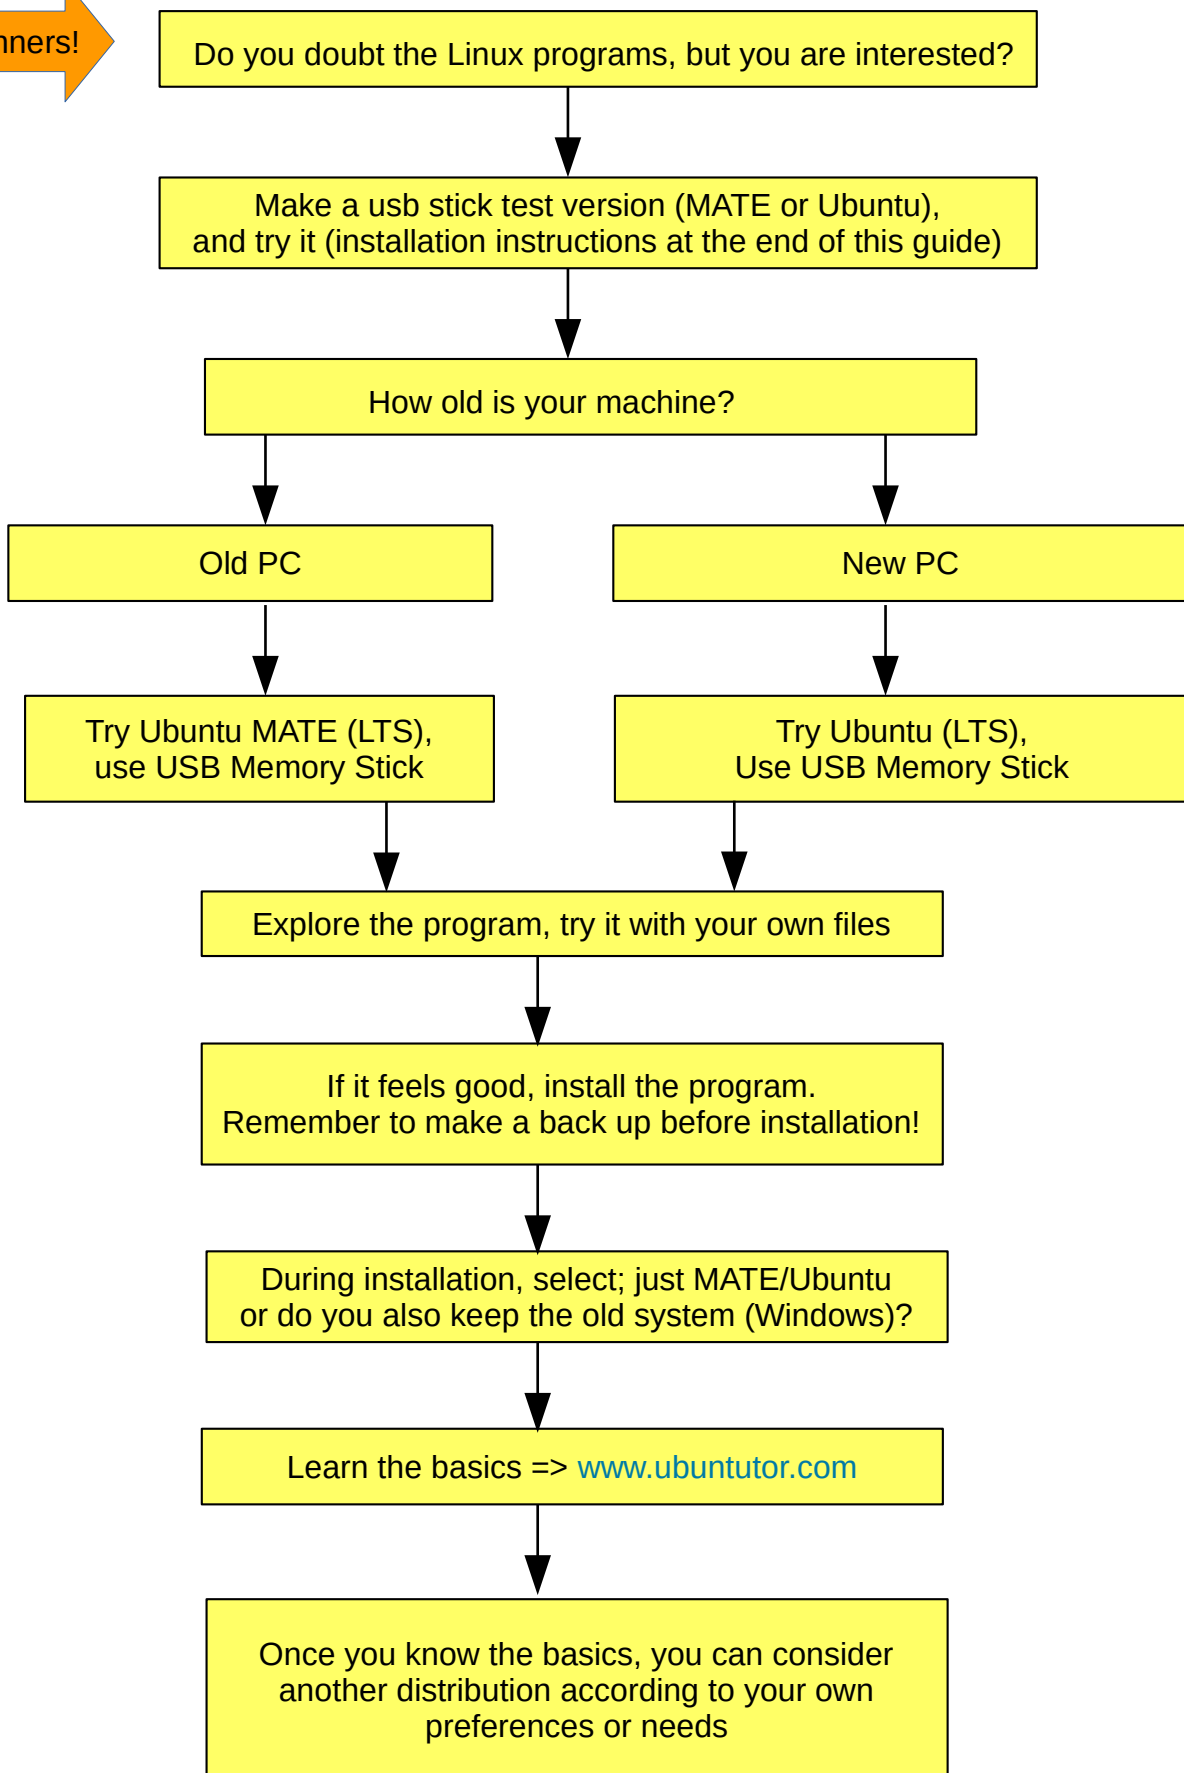 Do you doubt the Linux programs, but you are interested?
Make a usb stick test version (MATE or Ubuntu),
and try it (installation instructions at the end of this guide)
How old is your machine?
Old PC
New PC
Try Ubuntu MATE (LTS),
use USB Memory Stick
Try Ubuntu (LTS),
Use USB Memory Stick
Explore the program, try it with your own files
If it feels good, install the program.
Remember to make a back up before installation!
During installation, select; just MATE/Ubuntu
or do you also keep the old system (Windows)?
Learn the basics => www.ubuntutor.com
Once you know the basics, you can consider
another distribution according to your own
preferences or needs